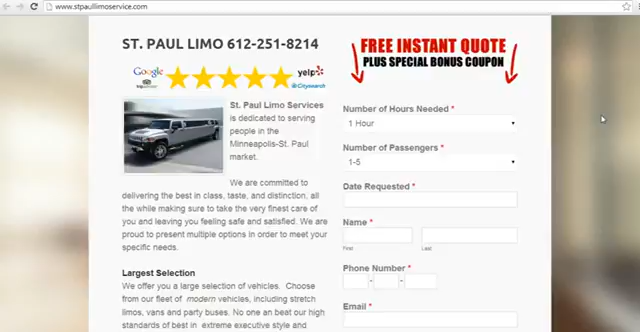 www.stpaullimoservice.com
ST. PAUL LIMO 612-251-8214
Google
yelp
tripadvisor
Citysearch
St. Paul Limo Services
is dedicated to serving
people in the
Minneapolis-St. Paul
market.
We are committed to
delivering the best in class, taste, and distinction, all
the while making sure to take the very finest care of
you and leaving you feeling safe and satisfied. We are
proud to present multiple options in order to meet your
specific needs.
Largest Selection
We offer you a large selection of vehicles. Choose
from our fleet of modern vehicles, including stretch
limos, vans and party buses. No one an beat our high
standards of best in extreme executive style and
FREE INSTANT QUOTE
PLUS SPECIAL BONUS COUPON
Number of Hours Needed *
1 Hour
Number of Passengers *
1-5
Date Requested *
Name *
First Last
Phone Number *
- -
Email *